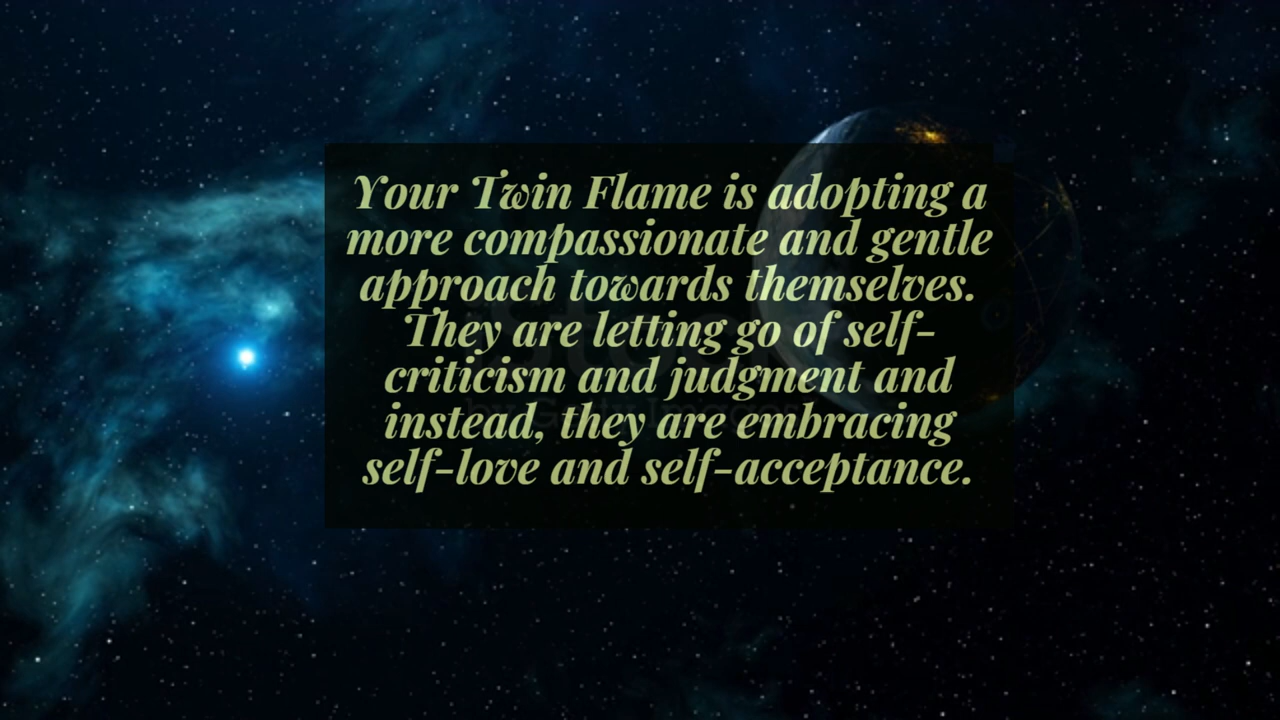 Your Twin Flame is adopting a
more compassionate and gentle
approach towards themselves.
They are letting go of self-
criticism and judgment and
instead, they are embracing
self-love and self-acceptance.